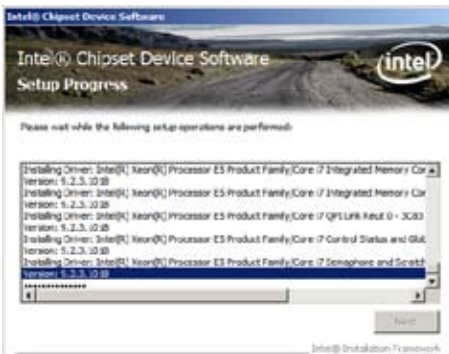 Intel® Chipset Device Software
Intel® Chipset Device Software
(intel)
Setup Progress
Please wait while the following setup operations are performed:
Installing Driver: Intel(R) Xeon(R) Processor E5 Product Family/Core i7 Integrated Memory Con
Version: 9.2.3.1018
Installing Driver: Intel(R) Xeon(R) Processor E5 Product Family/Core i7 Integrated Memory Con
Version: 9.2.3.1018
Installing Driver: Intel(R) Xeon(R) Processor E5 Product Family/Core i7 QPI Link Reut 0 - 3C83
Version: 9.2.3.1018
Installing Driver: Intel(R) Xeon(R) Processor E5 Product Family/Core i7 Control Status and Glob
Version: 9.2.3.1018
Installing Driver: Intel(R) Xeon(R) Processor E5 Product Family/Core i7 Semaphore and Scratch
Version: 9.2.3.1018
***************
Next
Intel® Installation Framework